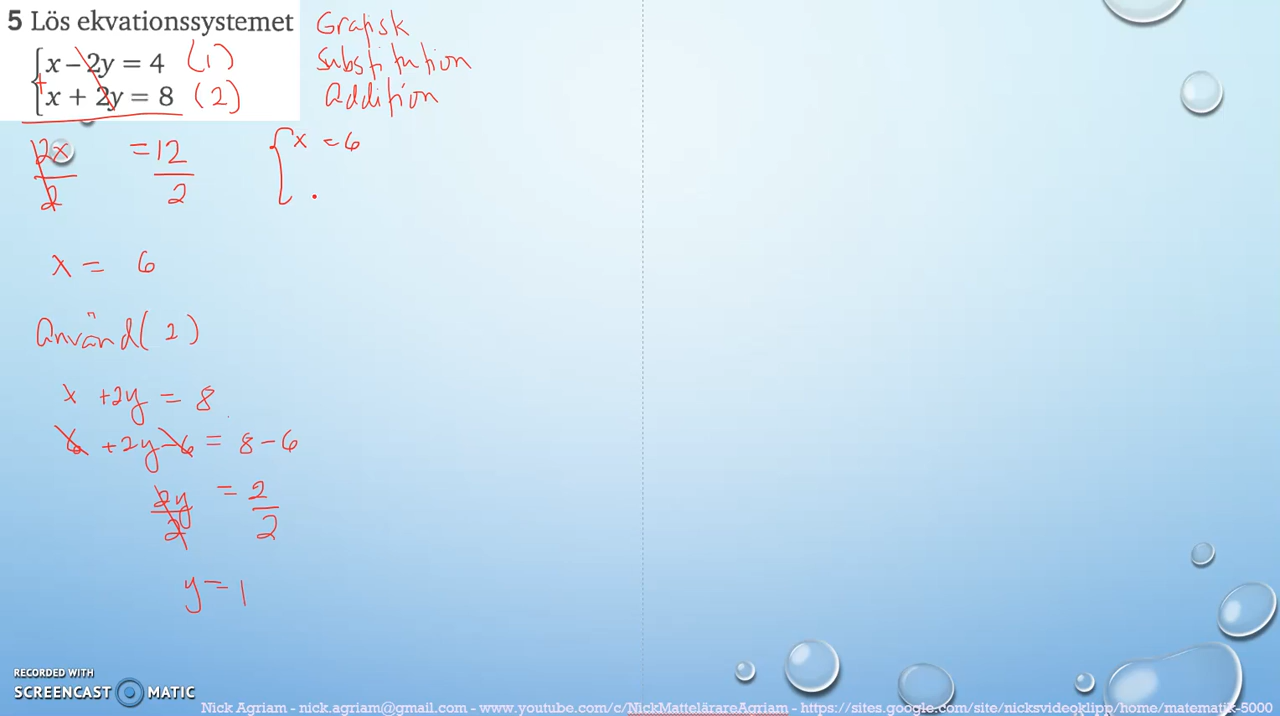 5 Lös ekvationssystemet
x − 2y = 4 (1)
+ x + 2y = 8 (2)
Grafisk
Substitution
Addition
2x/2 = 12/2
{ x = 6
.
x = 6
Använd (2)
x + 2y = 8
6 + 2y − 6 = 8 − 6
2y/2 = 2/2
y = 1
RECORDED WITH
SCREENCAST MATIC
Nick Agriam - nick.agriam@gmail.com - www.youtube.com/c/NickMattelärareAgriam - https://sites.google.com/site/nicksvideoklipp/home/matematik-5000